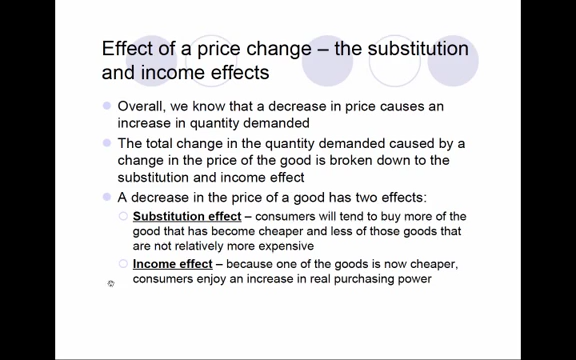 Effect of a price change – the substitution
and income effects
Overall, we know that a decrease in price causes an
increase in quantity demanded
The total change in the quantity demanded caused by a
change in the price of the good is broken down to the
substitution and income effect
A decrease in the price of a good has two effects:
Substitution effect – consumers will tend to buy more of the
good that has become cheaper and less of those goods that
are not relatively more expensive
Income effect – because one of the goods is now cheaper,
consumers enjoy an increase in real purchasing power